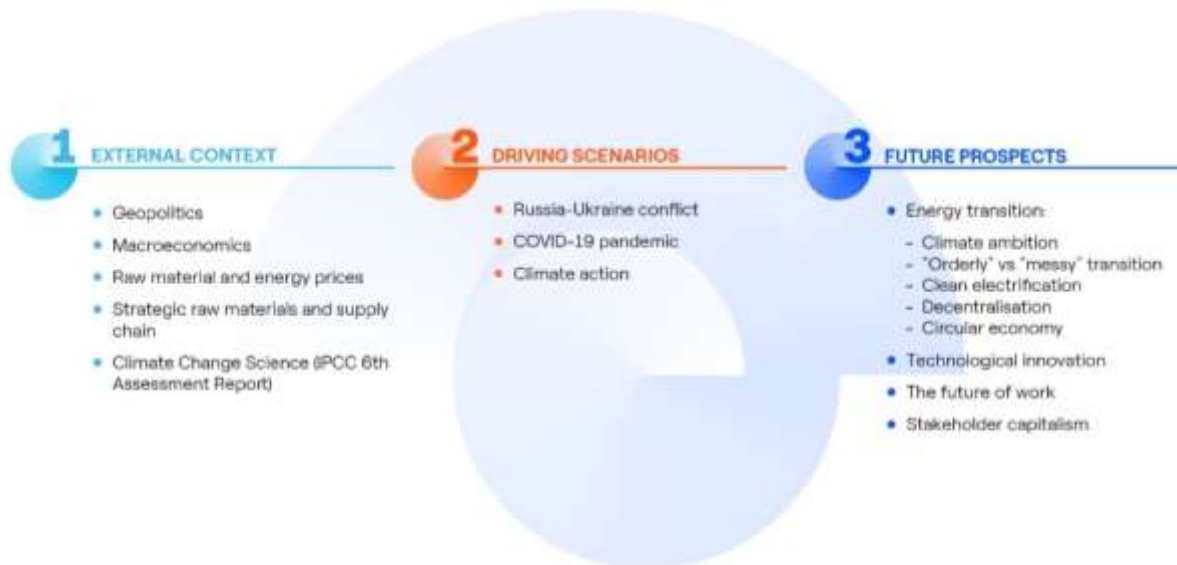 1 EXTERNAL CONTEXT
Geopolitics
Macroeconomics
Raw material and energy prices
Strategic raw materials and supply
chain
Climate Change Science (IPCC 6th
Assessment Report)
2 DRIVING SCENARIOS
Russia-Ukraine conflict
COVID-19 pandemic
Climate action
3 FUTURE PROSPECTS
Energy transition:
- Climate ambition
- "Orderly" vs "messy" transition
- Clean electrification
- Decentralisation
- Circular economy
Technological innovation
The future of work
Stakeholder capitalism